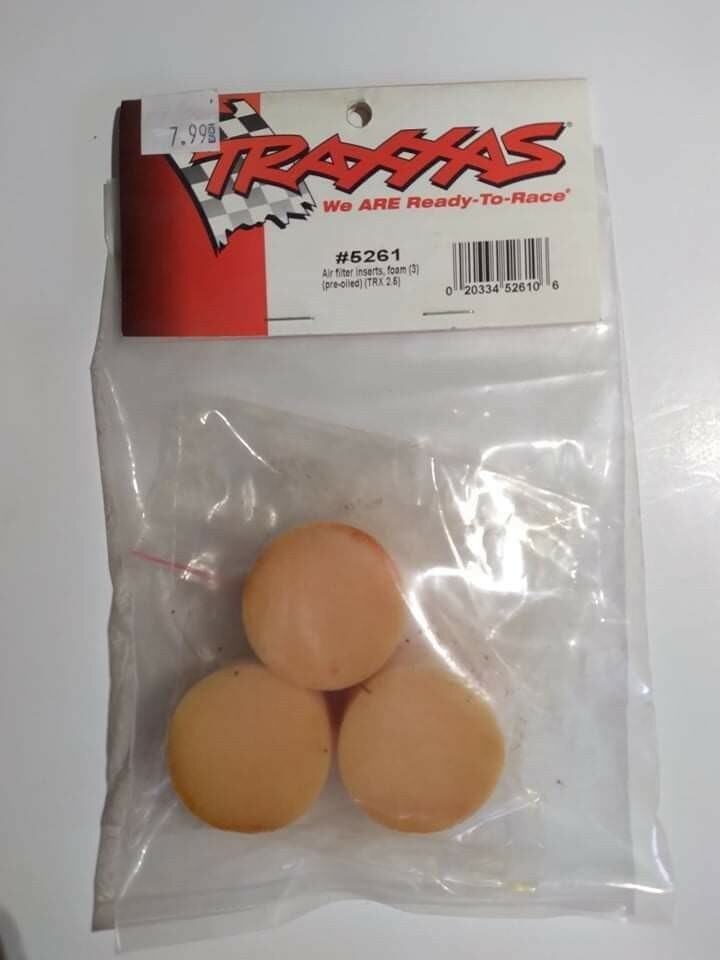 7.99 EACH
TRAXXAS®
We ARE Ready-To-Race®
#5261
Air filter inserts, foam (3)
(pre-oiled) (TRX 2.5)
0 20334 52610 6